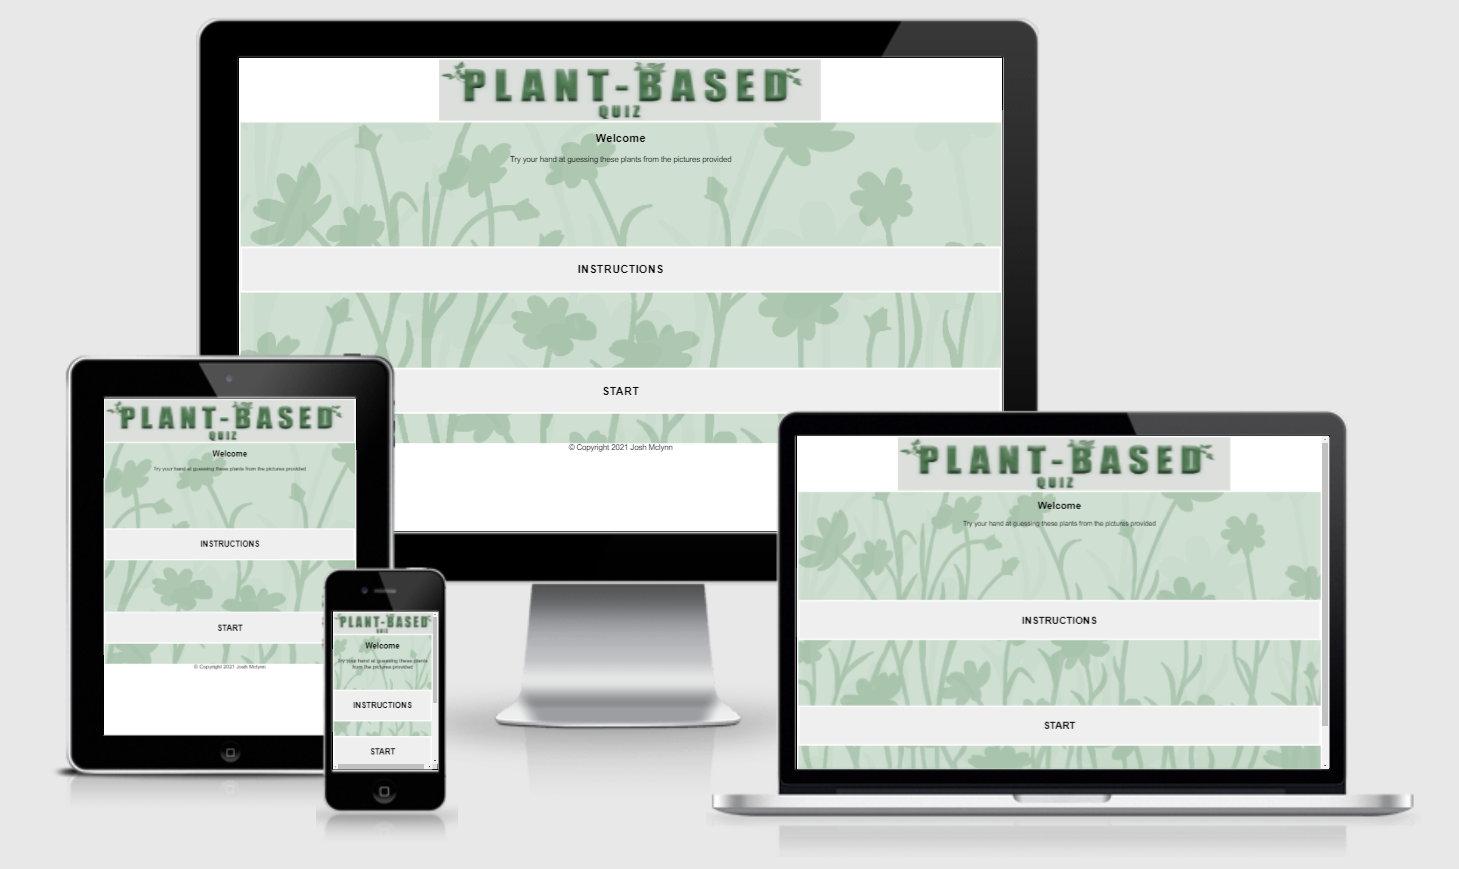 PLANT-BASED
QUIZ
Welcome
Try your hand at guessing these plants from the pictures provided
INSTRUCTIONS
START
© Copyright 2021 Josh Mclynn
PLANT-BASED
QUIZ
Welcome
Try your hand at guessing these plants from the pictures provided
INSTRUCTIONS
START
© Copyright 2021 Josh Mclynn
PLANT-BASED
QUIZ
Welcome
Try your hand at guessing these plants
from the pictures provided
INSTRUCTIONS
START
PLANT-BASED
QUIZ
Welcome
Try your hand at guessing these plants from the pictures provided
INSTRUCTIONS
START